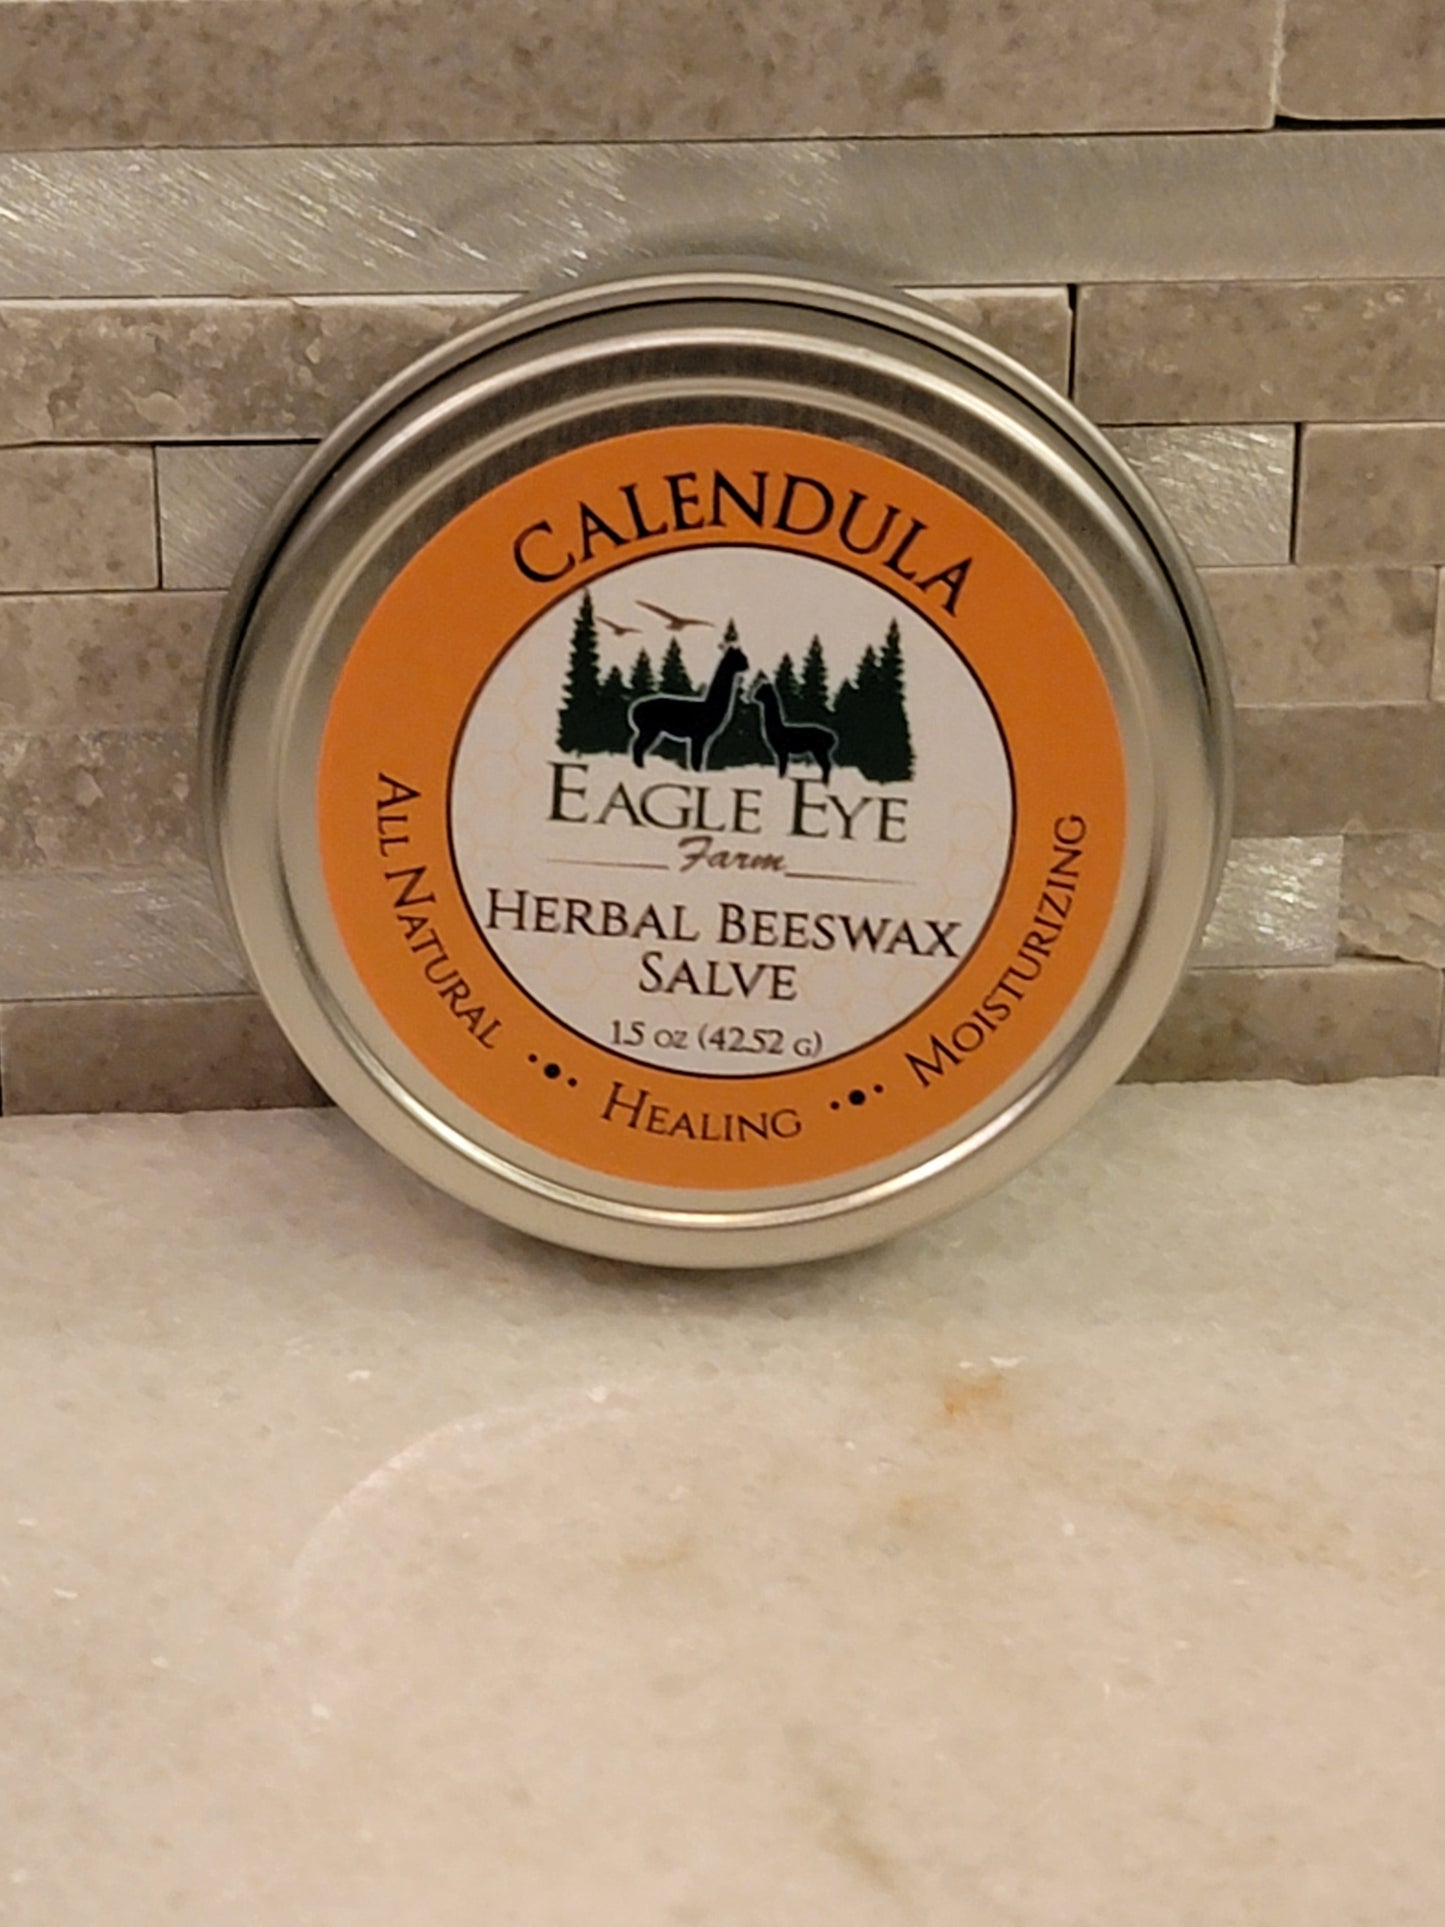 CALENDULA
EAGLE EYE
Farm
HERBAL BEESWAX
SALVE
1.5 OZ (42.52 G)
ALL NATURAL ••• HEALING ••• MOISTURIZING